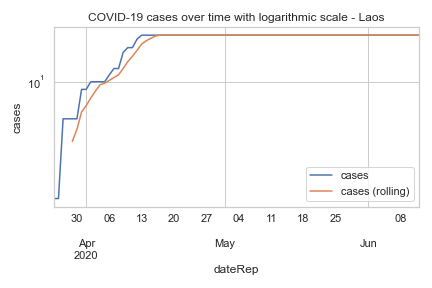 COVID-19 cases over time with logarithmic scale - Laos
cases
10¹
cases
cases (rolling)
30 06 13 20 27 04 11 18 25 08
Apr May Jun
2020
dateRep